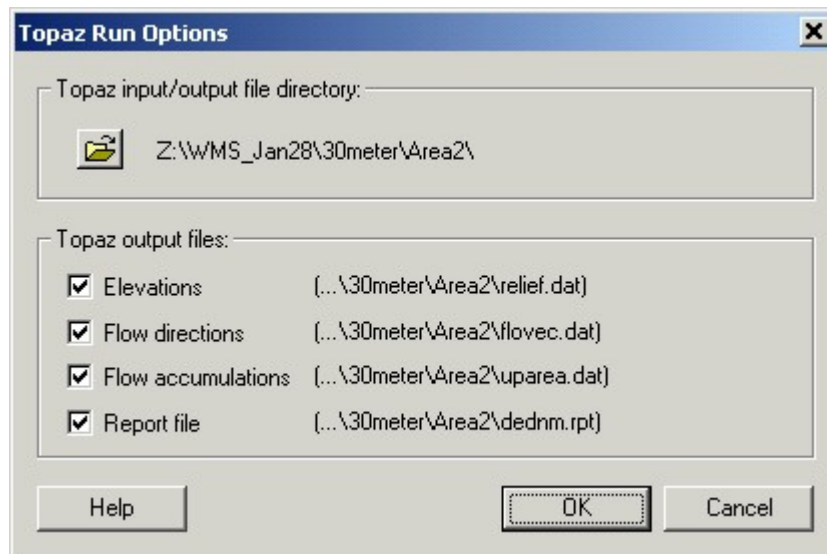 Topaz Run Options
Topaz input/output file directory:
Z:\WMS_Jan28\30meter\Area2\
Topaz output files:
Elevations (...\30meter\Area2\relief.dat)
Flow directions (...\30meter\Area2\flovec.dat)
Flow accumulations (...\30meter\Area2\uparea.dat)
Report file (...\30meter\Area2\dednm.rpt)
Help OK Cancel